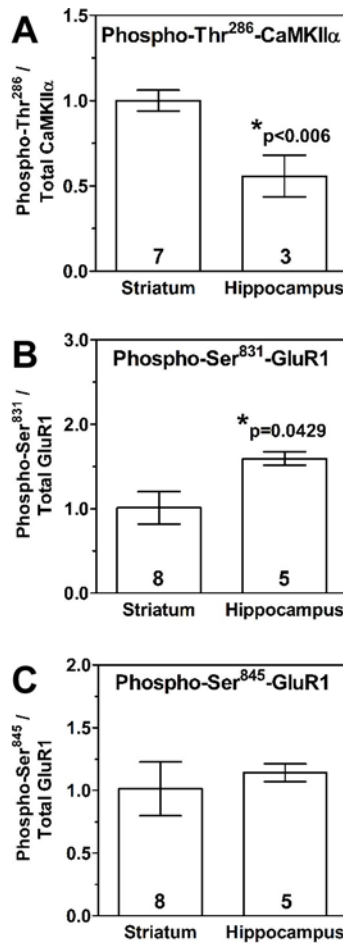 A
Phospho-Thr²⁸⁶-CaMKIIα
Phospho-Thr²⁸⁶ /
Total CaMKIIα
1.5
1.0
0.5
0.0
*p<0.006
7
3
Striatum
Hippocampus
B
Phospho-Ser⁸³¹-GluR1
Phospho-Ser⁸³¹ /
Total GluR1
3.0
2.0
1.0
0.0
*p=0.0429
8
5
Striatum
Hippocampus
C
Phospho-Ser⁸⁴⁵-GluR1
Phospho-Ser⁸⁴⁵ /
Total GluR1
2.0
1.5
1.0
0.5
0.0
8
5
Striatum
Hippocampus